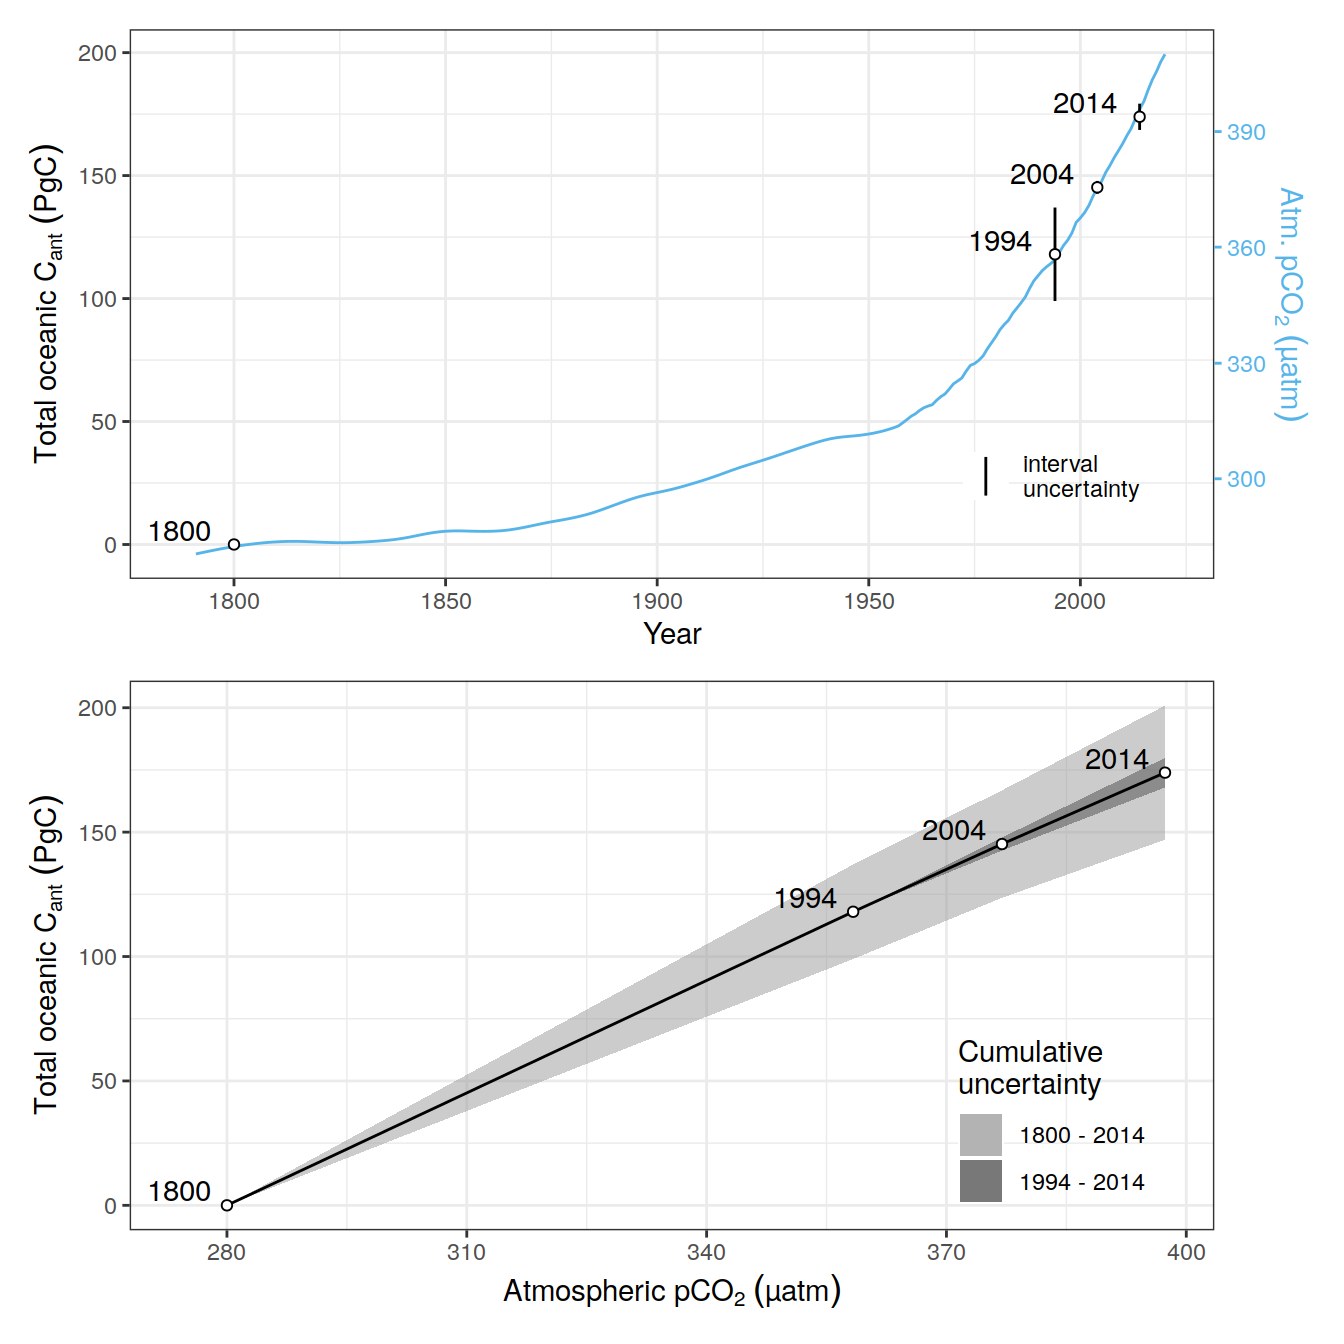 200
150
100
50
0
Total oceanic Cant (PgC)
1800
1994
2004
2014
interval
uncertainty
390
360
330
300
Atm. pCO₂ (µatm)
1800 1850 1900 1950 2000
Year
200
150
100
50
0
Total oceanic Cant (PgC)
1800
1994
2004
2014
Cumulative
uncertainty
1800 - 2014
1994 - 2014
280 310 340 370 400
Atmospheric pCO₂ (µatm)